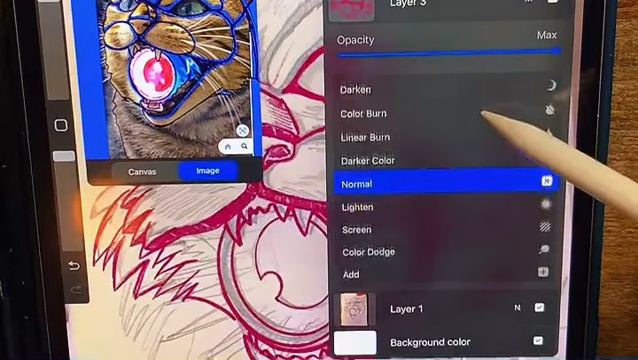 Layer 3
Opacity Max
Darken
Color Burn
Linear Burn
Darker Color
Normal N
Lighten
Screen
Color Dodge
Add
Canvas Image
Layer 1 N
Background color